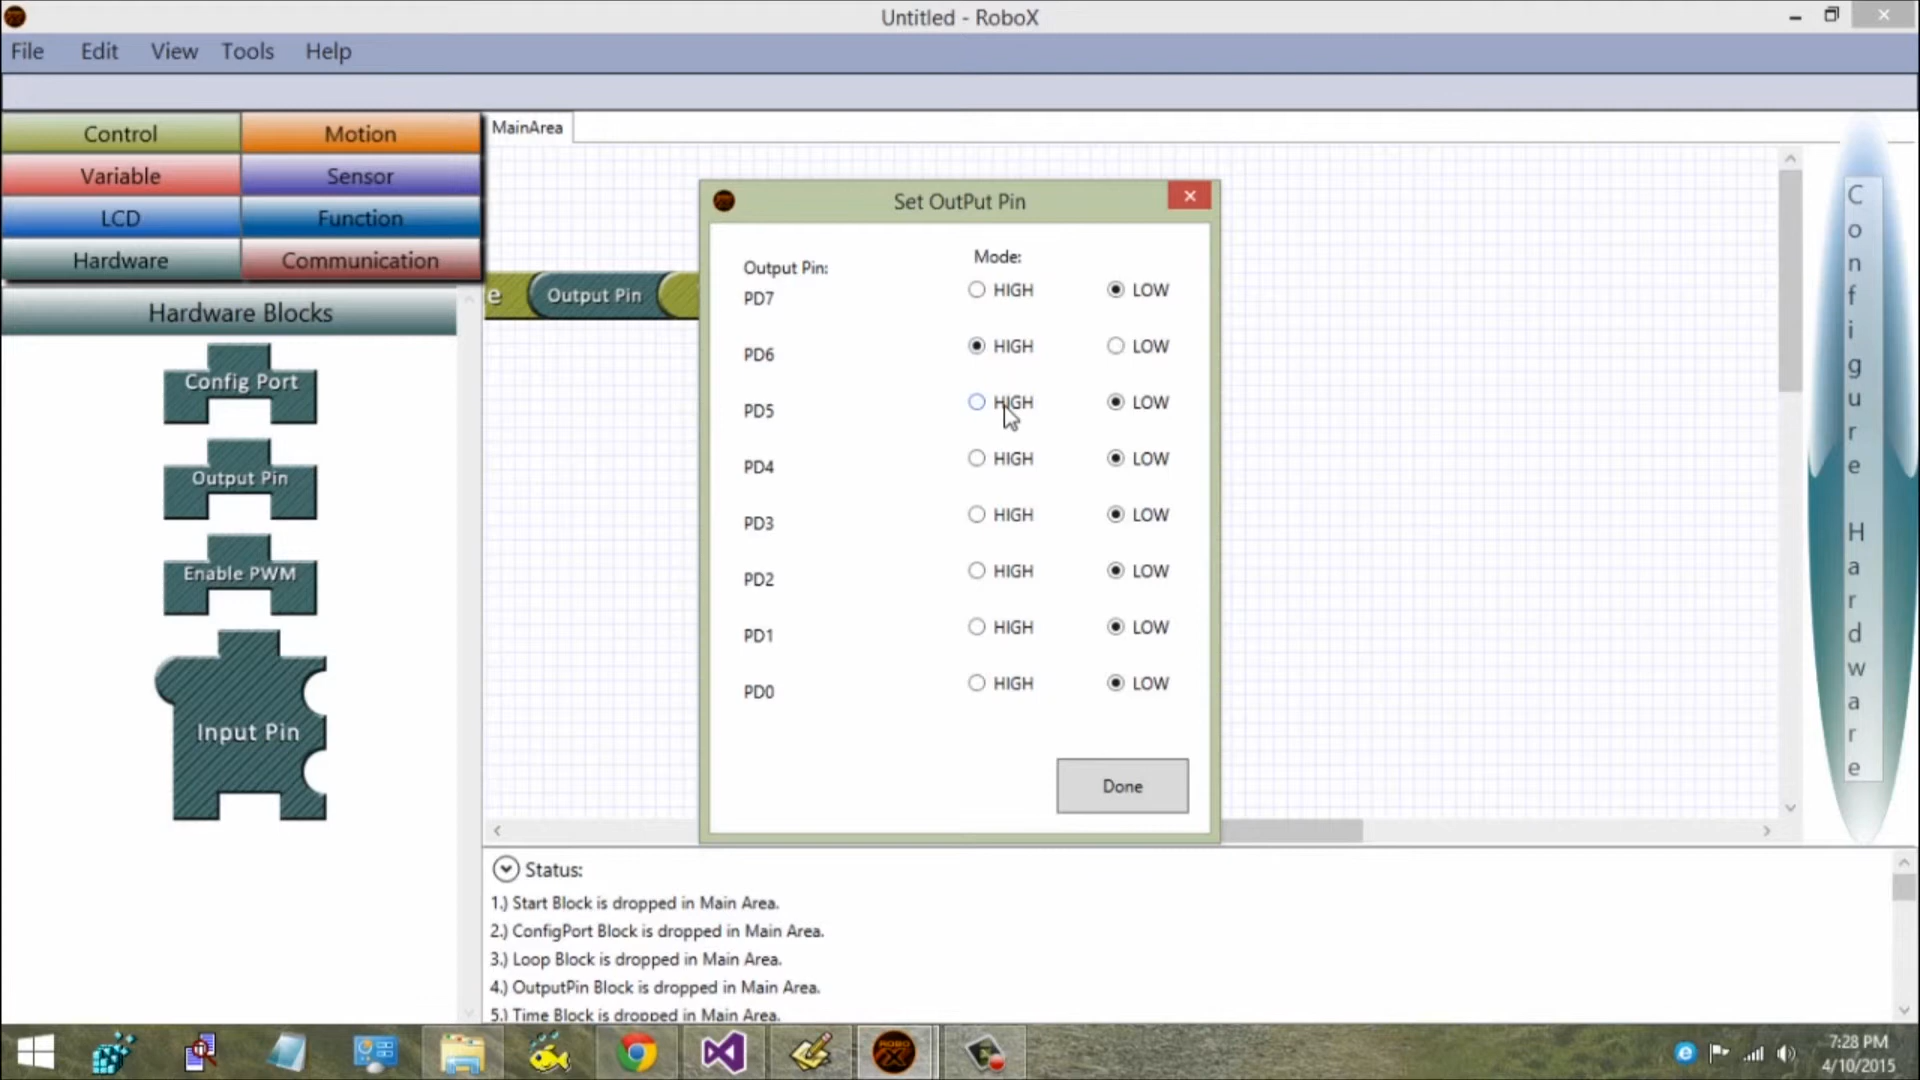 Untitled - RoboX
File Edit View Tools Help
Control Motion
Variable Sensor
LCD Function
Hardware Communication
MainArea
Hardware Blocks
Config Port
Output Pin
Enable PWM
Input Pin
e Output Pin
Set OutPut Pin
Output Pin: Mode:
PD7 HIGH LOW
PD6 HIGH LOW
PD5 HIGH LOW
PD4 HIGH LOW
PD3 HIGH LOW
PD2 HIGH LOW
PD1 HIGH LOW
PD0 HIGH LOW
Done
Configure Hardware
Status:
1.) Start Block is dropped in Main Area.
2.) ConfigPort Block is dropped in Main Area.
3.) Loop Block is dropped in Main Area.
4.) OutputPin Block is dropped in Main Area.
5.) Time Block is dropped in Main Area.
7:28 PM
4/10/2015